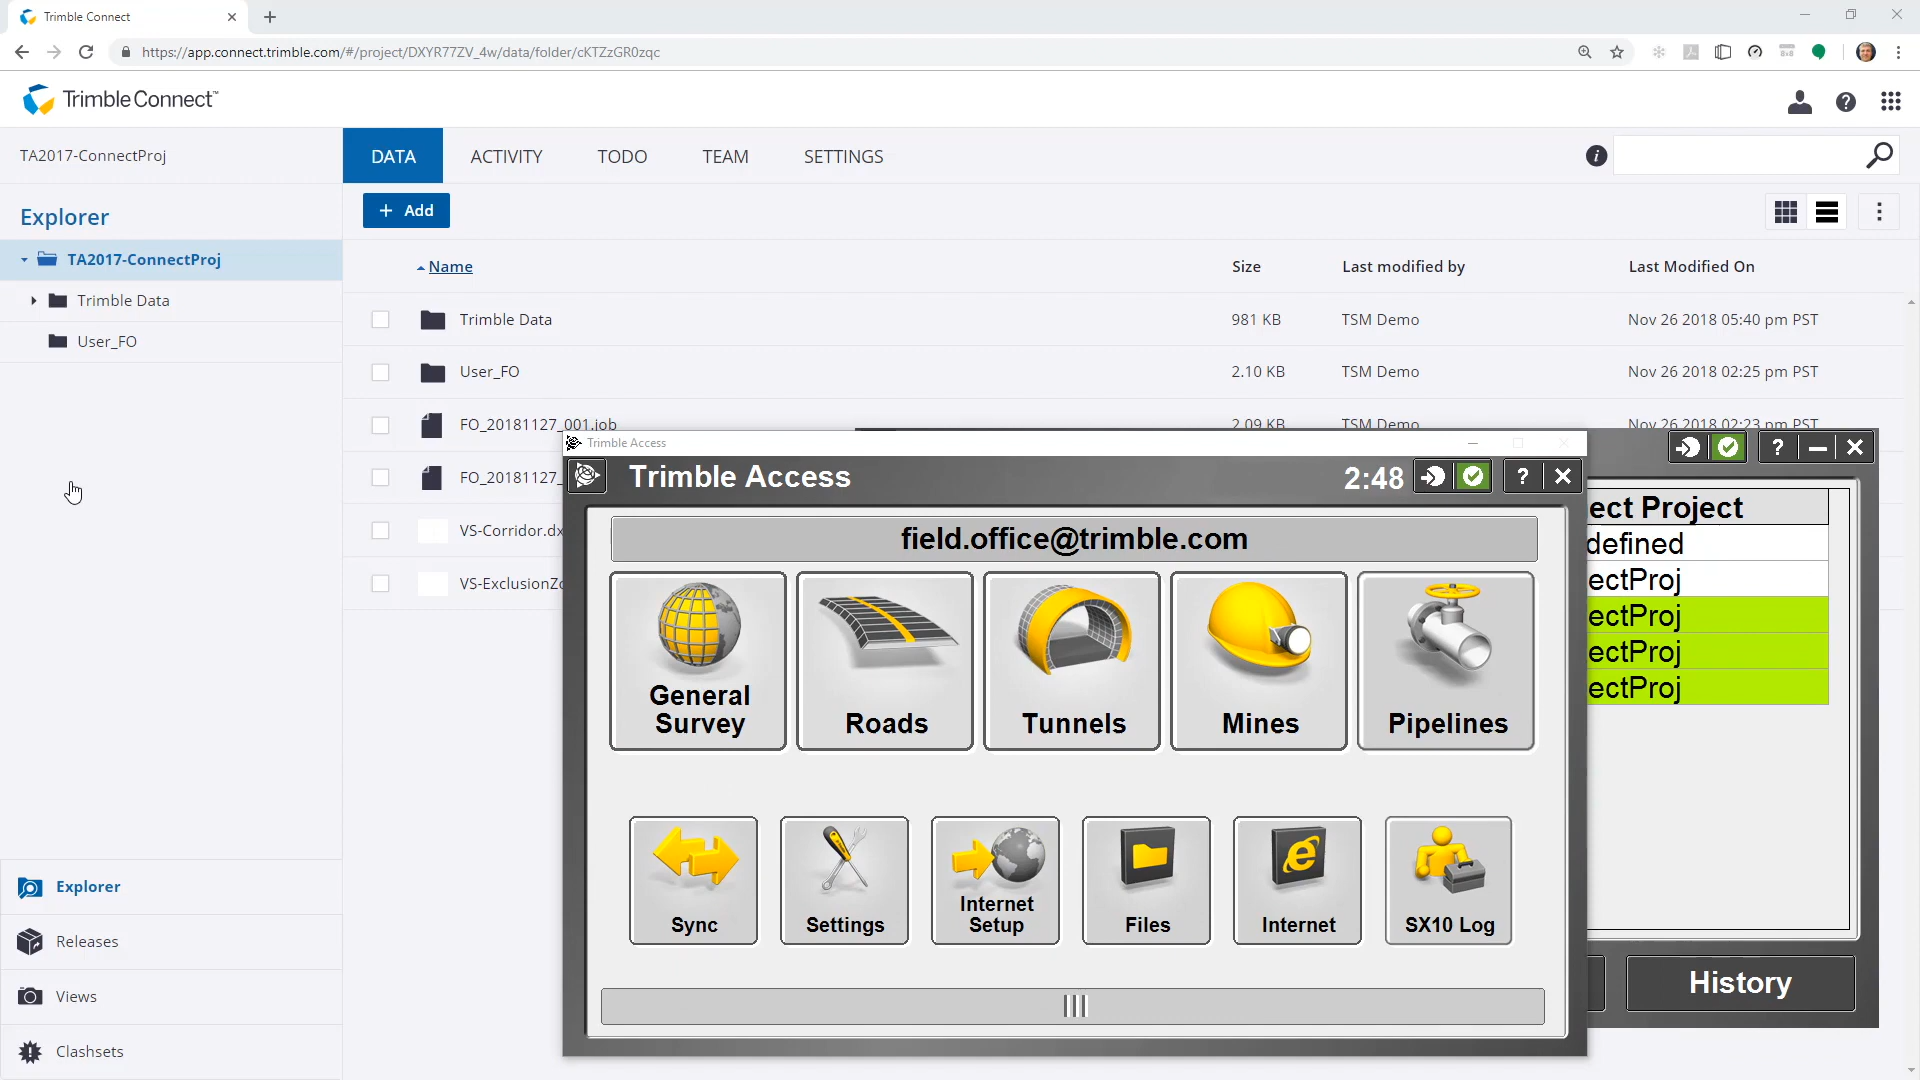 Trimble Connect
https://app.connect.trimble.com/#/project/DXYR77ZV_4w/data/folder/cKTZzGR0zqc
Trimble Connect™
TA2017-ConnectProj
DATA
ACTIVITY
TODO
TEAM
SETTINGS
Explorer
+ Add
TA2017-ConnectProj
Trimble Data
User_FO
Name
Size
Last modified by
Last Modified On
Trimble Data
981 KB
TSM Demo
Nov 26 2018 05:40 pm PST
User_FO
2.10 KB
TSM Demo
Nov 26 2018 02:25 pm PST
FO_20181127_001.job
2.09 KB
TSM Demo
Nov 26 2018 02:23 pm PST
FO_20181127_
VS-Corridor.dx
VS-ExclusionZo
Trimble Access
Trimble Access
2:48
?
?
field.office@trimble.com
General
Survey
Roads
Tunnels
Mines
Pipelines
Sync
Settings
Internet
Setup
Files
Internet
SX10 Log
ect Project
defined
ectProj
ectProj
ectProj
ectProj
History
Explorer
Releases
Views
Clashsets